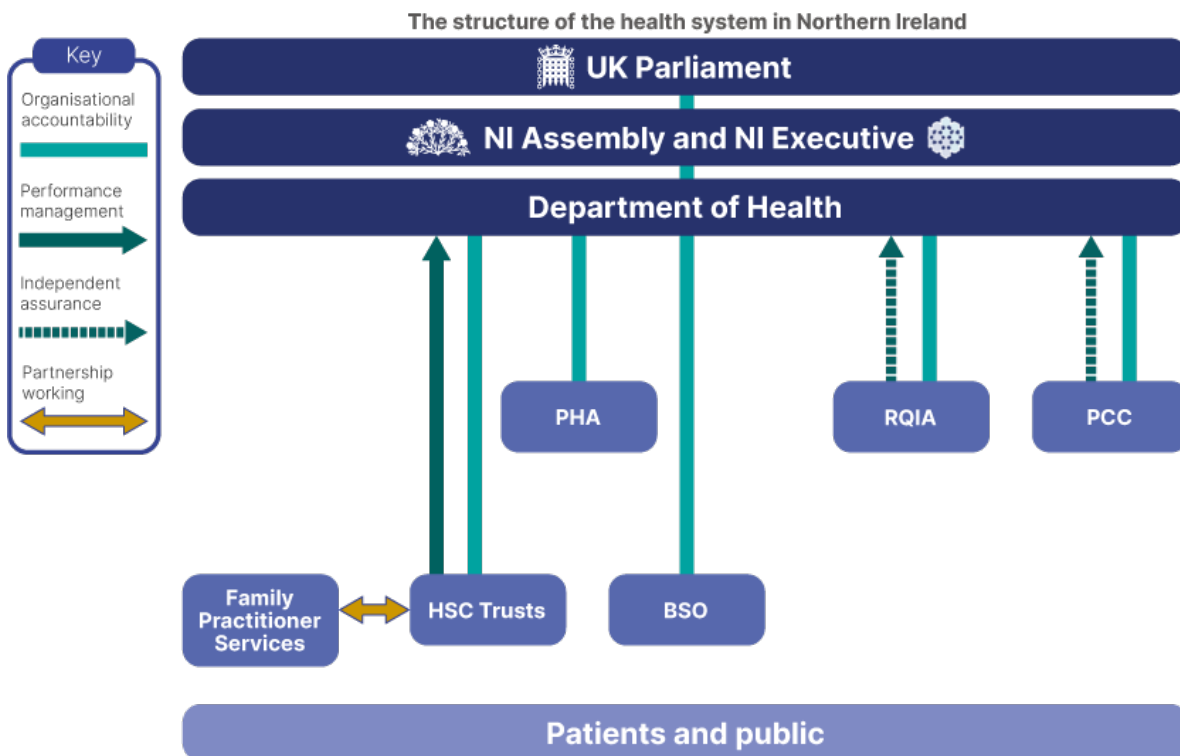 The structure of the health system in Northern Ireland
Key
Organisational
accountability
Performance
management
Independent
assurance
Partnership
working
UK Parliament
NI Assembly and NI Executive
Department of Health
PHA
RQIA
PCC
Family
Practitioner
Services
HSC Trusts
BSO
Patients and public